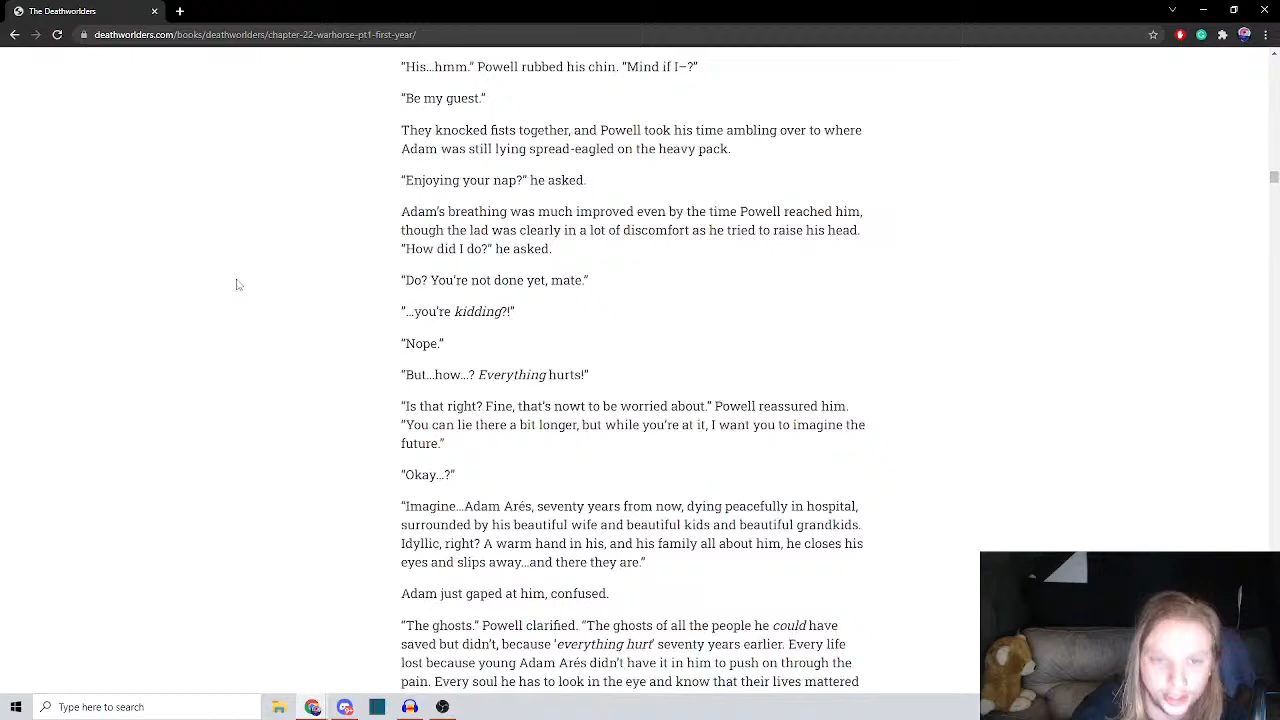 The Deathworlders
deathworlders.com/books/deathworlders/chapter-22-warhorse-pt1-first-year/
“His…hmm.” Powell rubbed his chin. “Mind if I–?”
“Be my guest.”
They knocked fists together, and Powell took his time ambling over to where
Adam was still lying spread-eagled on the heavy pack.
“Enjoying your nap?” he asked.
Adam’s breathing was much improved even by the time Powell reached him,
though the lad was clearly in a lot of discomfort as he tried to raise his head.
“How did I do?” he asked.
“Do? You’re not done yet, mate.”
“…you’re kidding?!”
“Nope.”
“But…how…? Everything hurts!”
“Is that right? Fine, that’s nowt to be worried about.” Powell reassured him.
“You can lie there a bit longer, but while you’re at it, I want you to imagine the
future.”
“Okay…?”
“Imagine…Adam Arés, seventy years from now, dying peacefully in hospital,
surrounded by his beautiful wife and beautiful kids and beautiful grandkids.
Idyllic, right? A warm hand in his, and his family all about him, he closes his
eyes and slips away…and there they are.”
Adam just gaped at him, confused.
“The ghosts.” Powell clarified. “The ghosts of all the people he could have
saved but didn’t, because ‘everything hurt’ seventy years earlier. Every life
lost because young Adam Arés didn’t have it in him to push on through the
pain. Every soul he has to look in the eye and know that their lives mattered
Type here to search